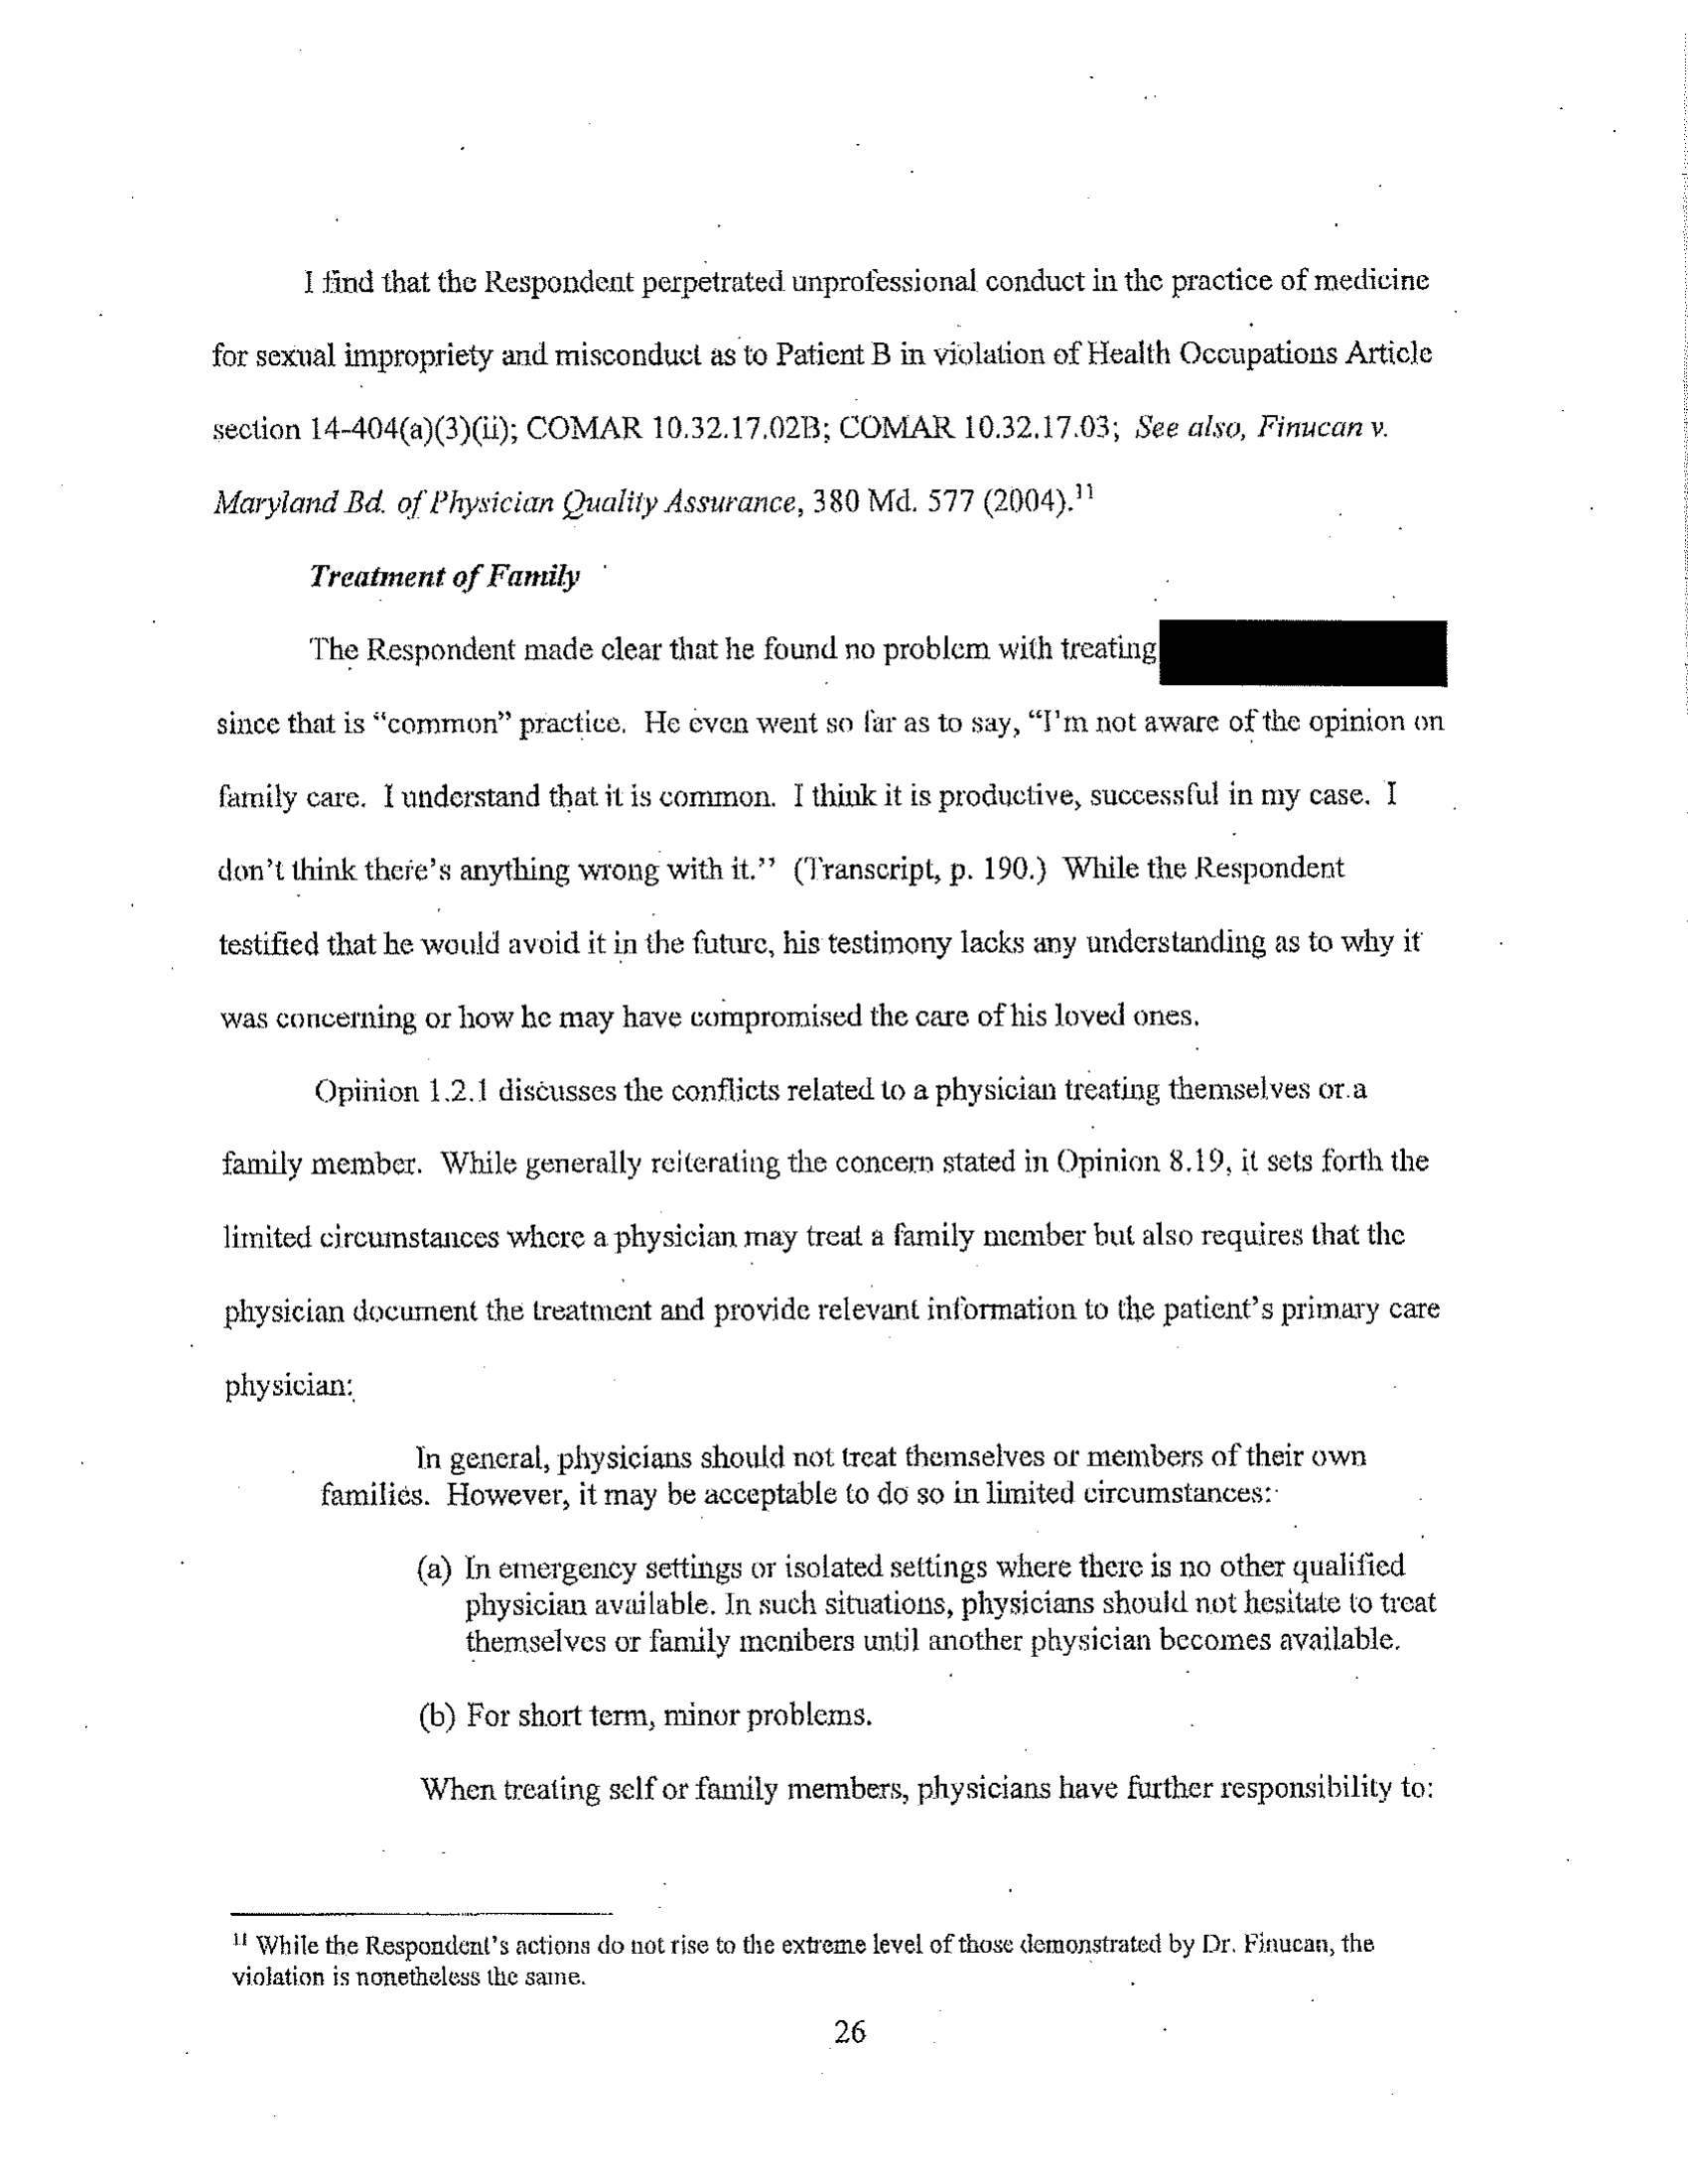 I find that the Respondent perpetrated unprofessional conduct in the practice of medicine
for sexual impropriety and misconduct as to Patient B in violation of Health Occupations Article
section 14-404(a)(3)(ii); COMAR 10.32.17.02B; COMAR 10.32.17.03; See also, Finucan v.
Maryland Bd. of Physician Quality Assurance, 380 Md. 577 (2004).11
Treatment of Family
The Respondent made clear that he found no problem with treating
since that is “common” practice. He even went so far as to say, “I'm not aware of the opinion on
family care. I understand that it is common. I think it is productive, successful in my case. I
don't think there's anything wrong with it.” (Transcript, p. 190.) While the Respondent
testified that he would avoid it in the future, his testimony lacks any understanding as to why it
was concerning or how he may have compromised the care of his loved ones.
Opinion 1.2.1 discusses the conflicts related to a physician treating themselves or a
family member. While generally reiterating the concern stated in Opinion 8.19, it sets forth the
limited circumstances where a physician may treat a family member but also requires that the
physician document the treatment and provide relevant information to the patient's primary care
physician:
In general, physicians should not treat themselves or members of their own
families. However, it may be acceptable to do so in limited circumstances:
(a) In emergency settings or isolated settings where there is no other qualified
physician available. In such situations, physicians should not hesitate to treat
themselves or family members until another physician becomes available.
(b) For short term, minor problems.
When treating self or family members, physicians have further responsibility to:
11 While the Respondent's actions do not rise to the extreme level of those demonstrated by Dr. Finucan, the
violation is nonetheless the same.
26